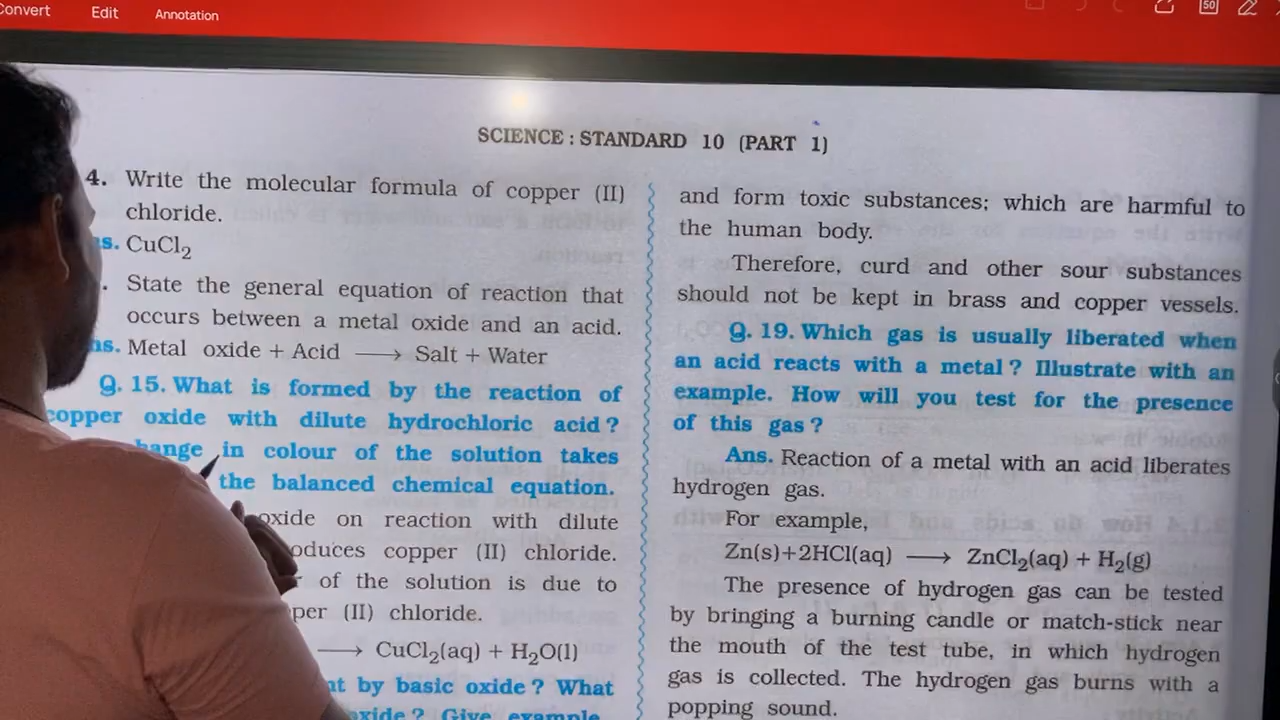 Convert Edit Annotation
50
SCIENCE : STANDARD 10 (PART 1)
4. Write the molecular formula of copper (II)
chloride.
s. CuCl₂
. State the general equation of reaction that
occurs between a metal oxide and an acid.
ns. Metal oxide + Acid ⟶ Salt + Water
Q. 15. What is formed by the reaction of
copper oxide with dilute hydrochloric acid ?
hange in colour of the solution takes
the balanced chemical equation.
oxide on reaction with dilute
oduces copper (II) chloride.
r of the solution is due to
per (II) chloride.
⟶ CuCl₂(aq) + H₂O(l)
nt by basic oxide ? What
oxide ? Give example
and form toxic substances; which are harmful to
the human body.
Therefore, curd and other sour substances
should not be kept in brass and copper vessels.
Q. 19. Which gas is usually liberated when
an acid reacts with a metal ? Illustrate with an
example. How will you test for the presence
of this gas ?
Ans. Reaction of a metal with an acid liberates
hydrogen gas.
For example,
Zn(s)+2HCl(aq) ⟶ ZnCl₂(aq) + H₂(g)
The presence of hydrogen gas can be tested
by bringing a burning candle or match-stick near
the mouth of the test tube, in which hydrogen
gas is collected. The hydrogen gas burns with a
popping sound.